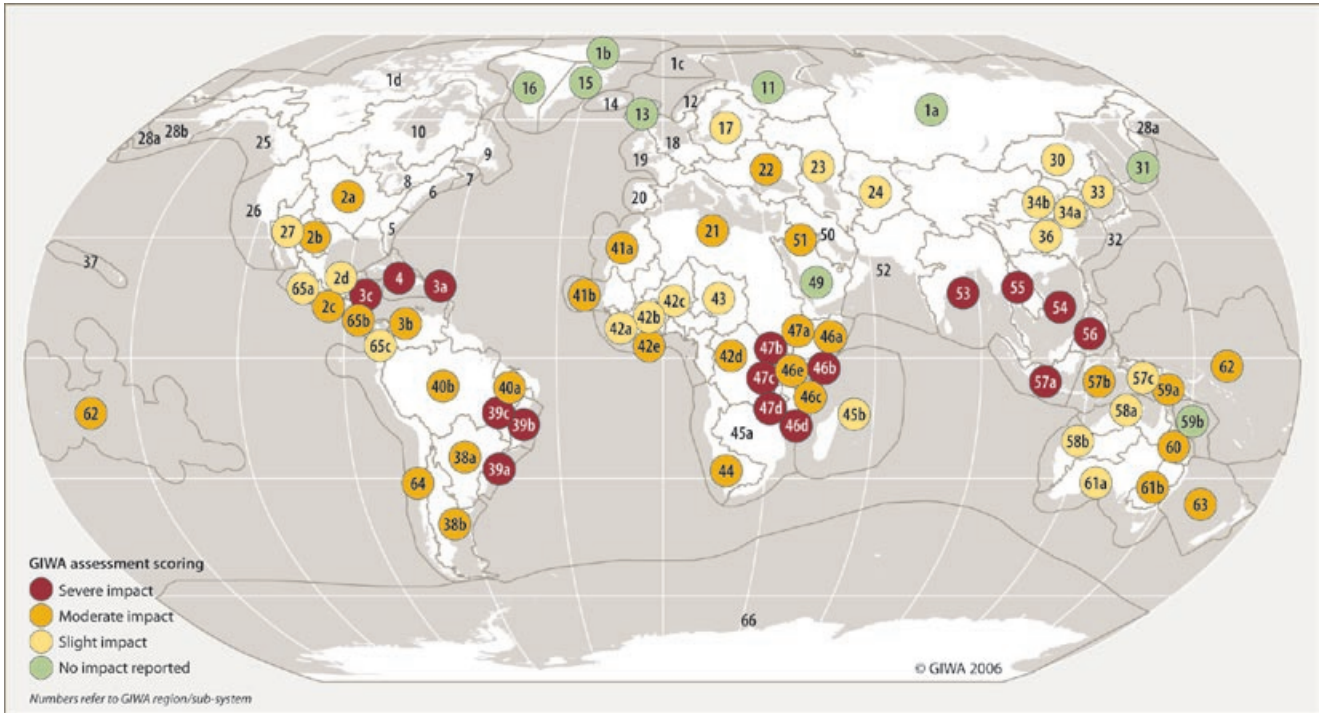 1b
1c
1d
16
15
11
14
12
13
1a
28b
28a
10
17
18
28a
25
9
19
30
22
23
31
8
7
6
24
33
2a
20
34b
34a
26
5
27
2b
21
51
50
36
32
41a
37
52
2d
4
49
65a
3c
3a
41b
42c
43
53
55
2c
54
65b
3b
42b
42a
47a
46a
56
65c
42e
42d
47b
46e
46b
62
47c
57a
57b
57c
59a
40b
40a
46c
62
39c
39b
47d
46d
45b
58a
59b
45a
58b
60
38a
39a
44
64
61a
61b
63
38b
GIWA assessment scoring
Severe impact
Moderate impact
66
Slight impact
No impact reported
© GIWA 2006
Numbers refer to GIWA region/sub-system